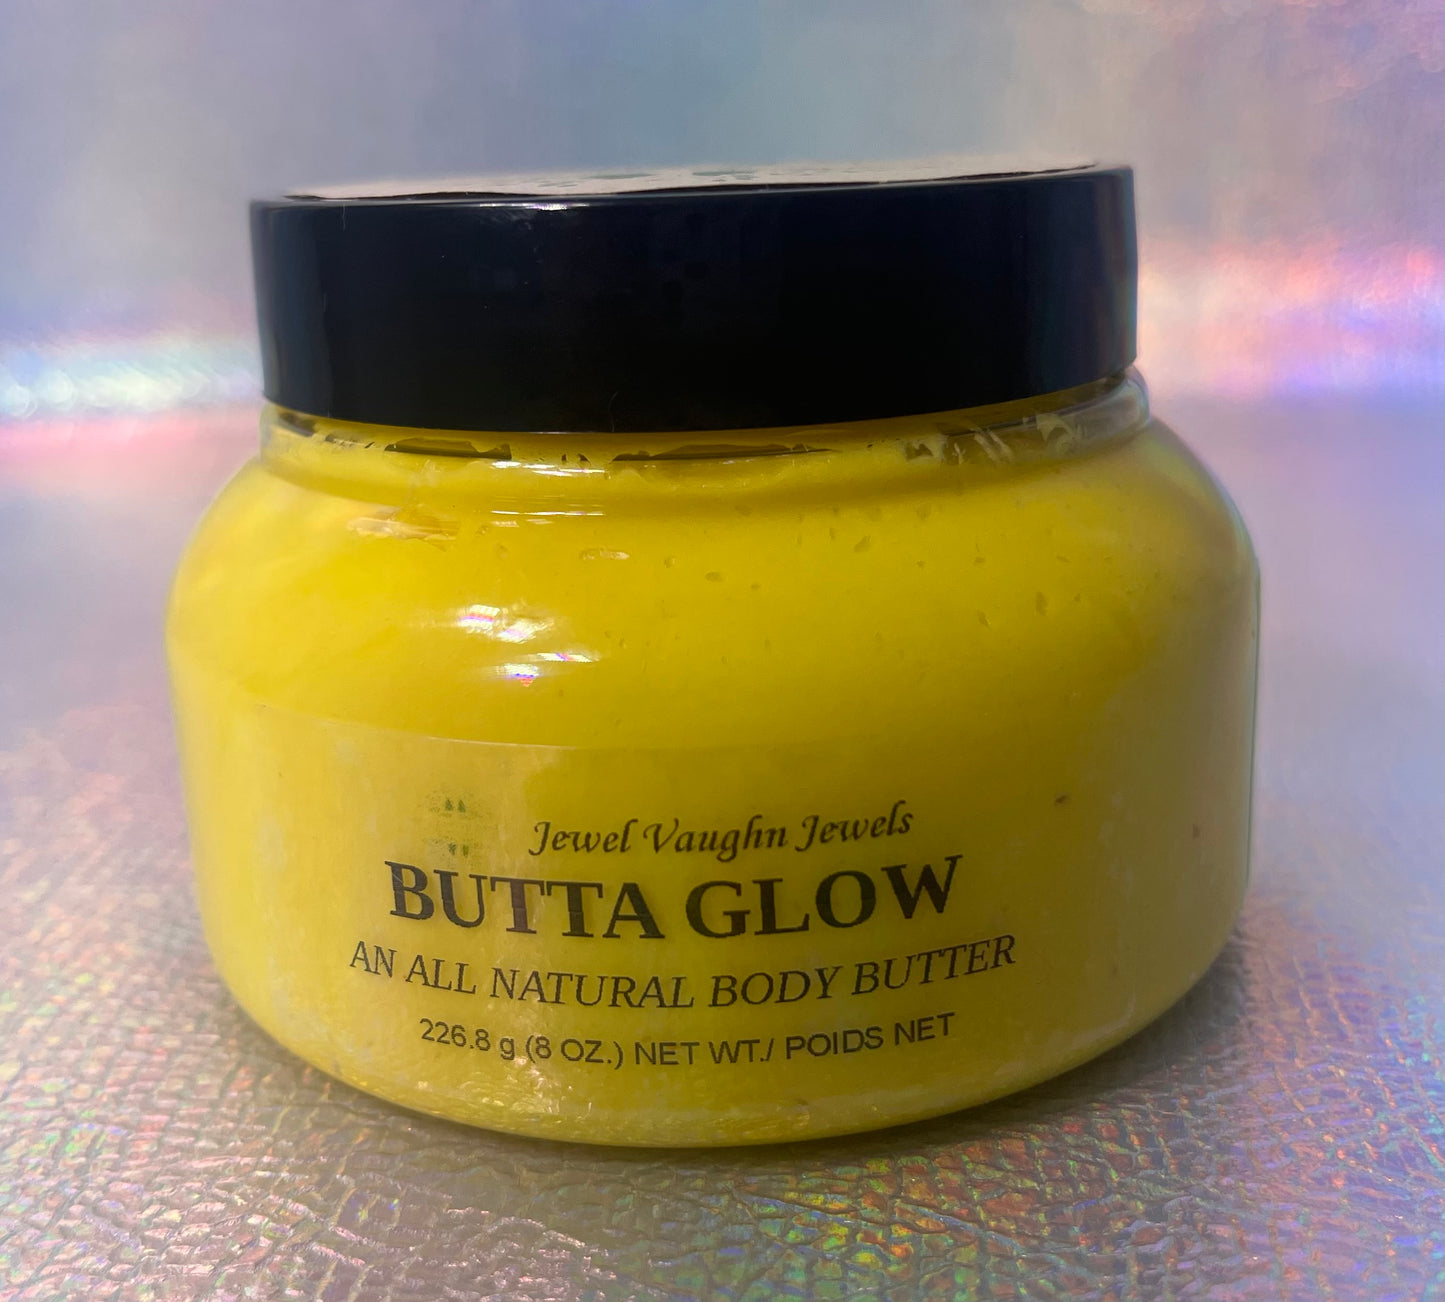 Jewel Vaughn Jewels
BUTTA GLOW
AN ALL NATURAL BODY BUTTER
226.8 g (8 OZ.) NET WT./ POIDS NET